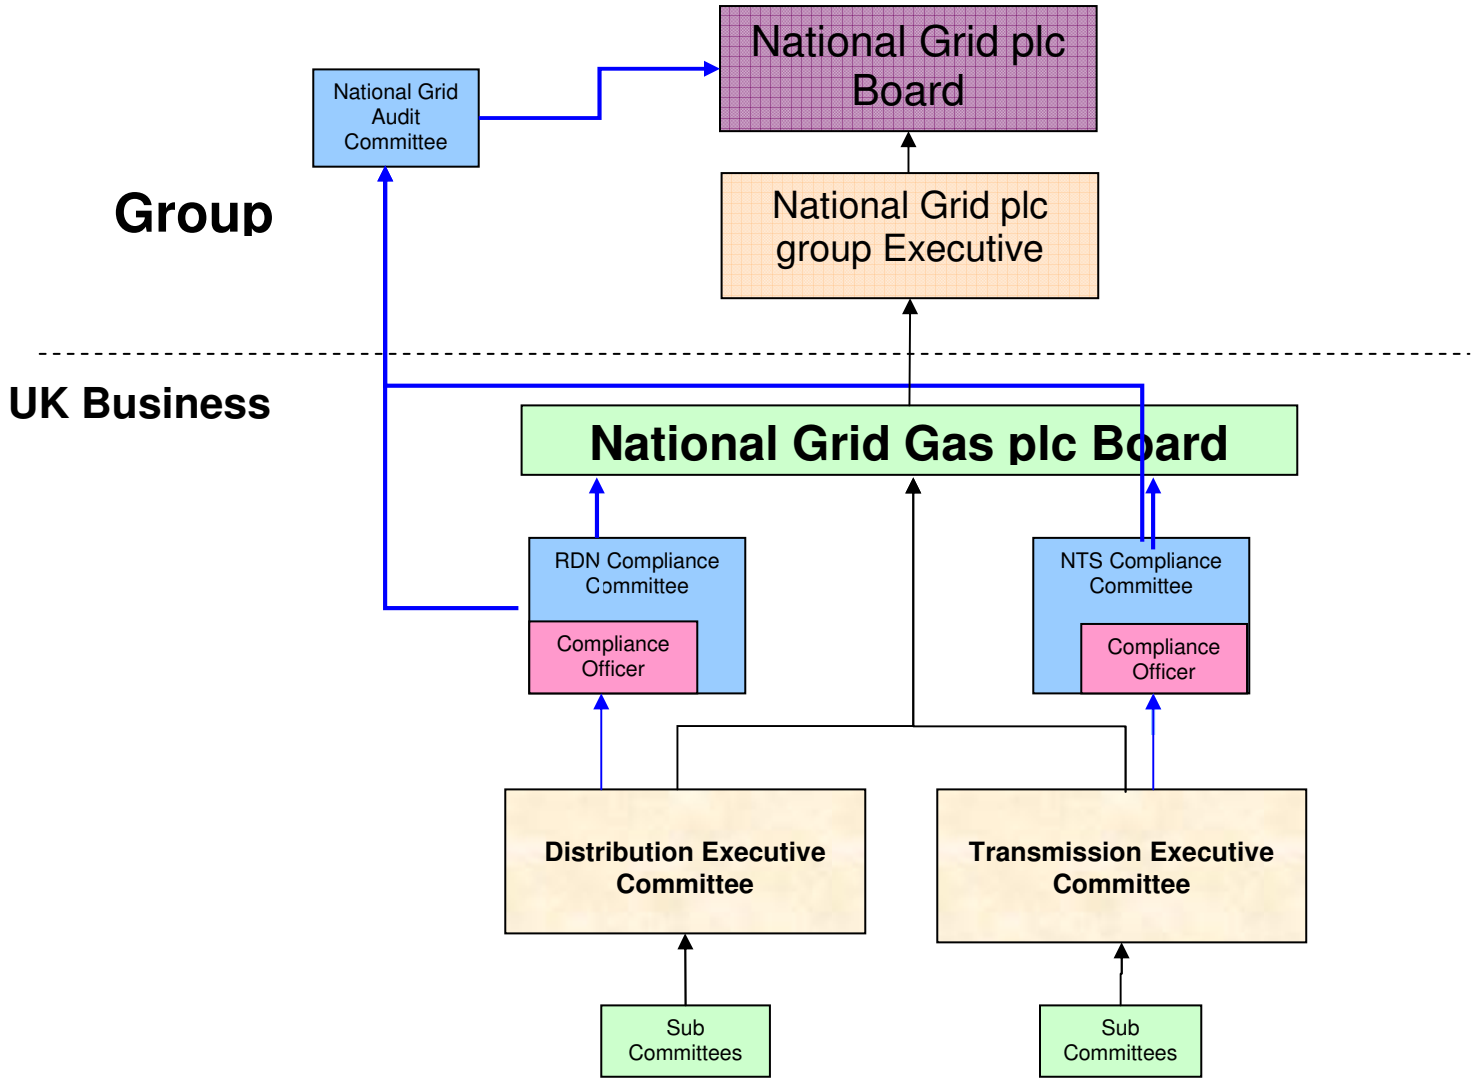 National Grid plc
Board
National Grid
Audit
Committee
Group
National Grid plc
group Executive
UK Business
National Grid Gas plc Board
RDN Compliance
Committee
NTS Compliance
Committee
Compliance
Officer
Compliance
Officer
Distribution Executive
Committee
Transmission Executive
Committee
Sub
Committees
Sub
Committees